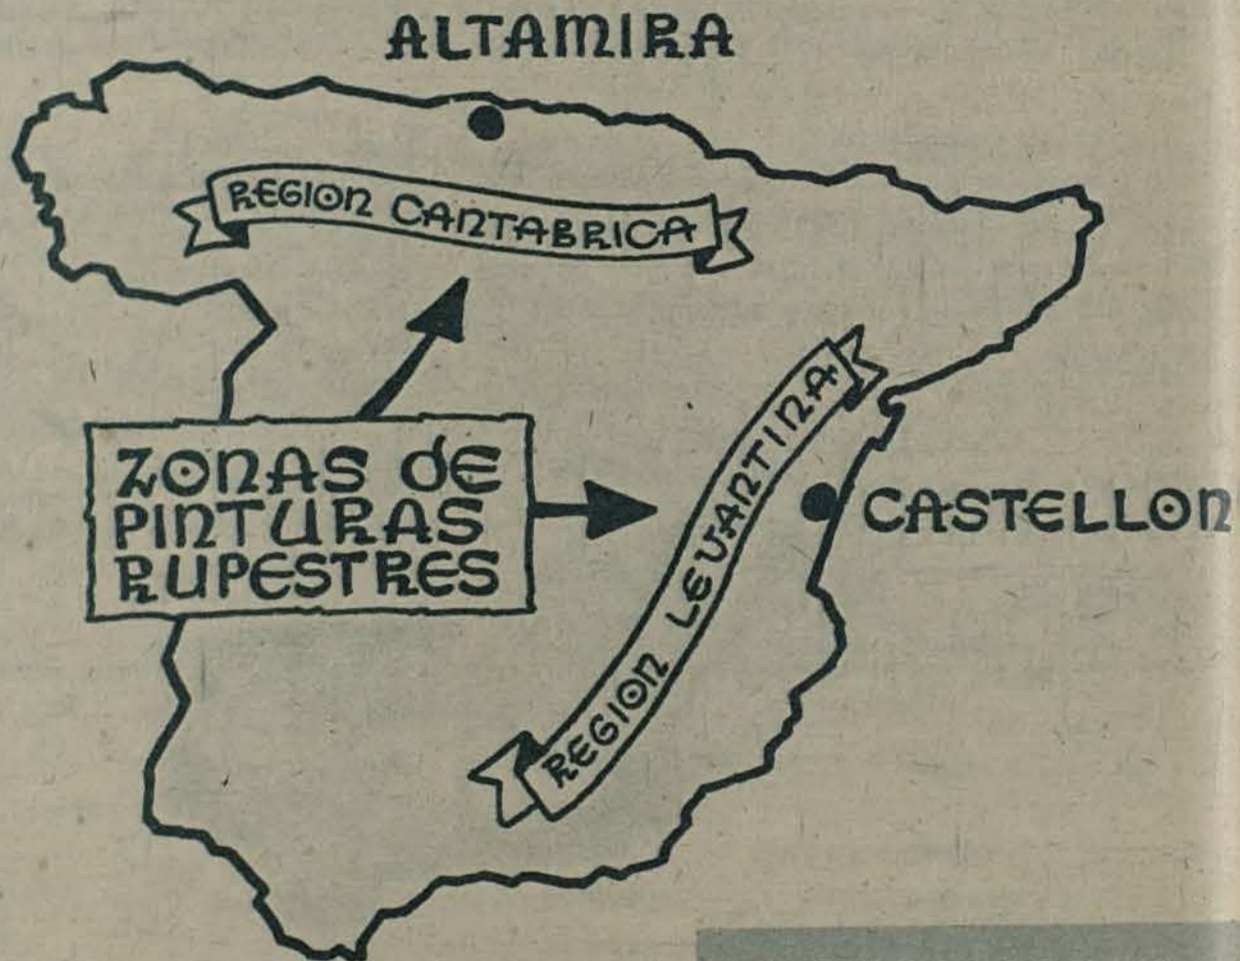 ALTAMIRA
REGION CANTABRICA
ZONAS de
PINTURAS
RUPESTRES
REGION LEVANTINA
CASTELLON